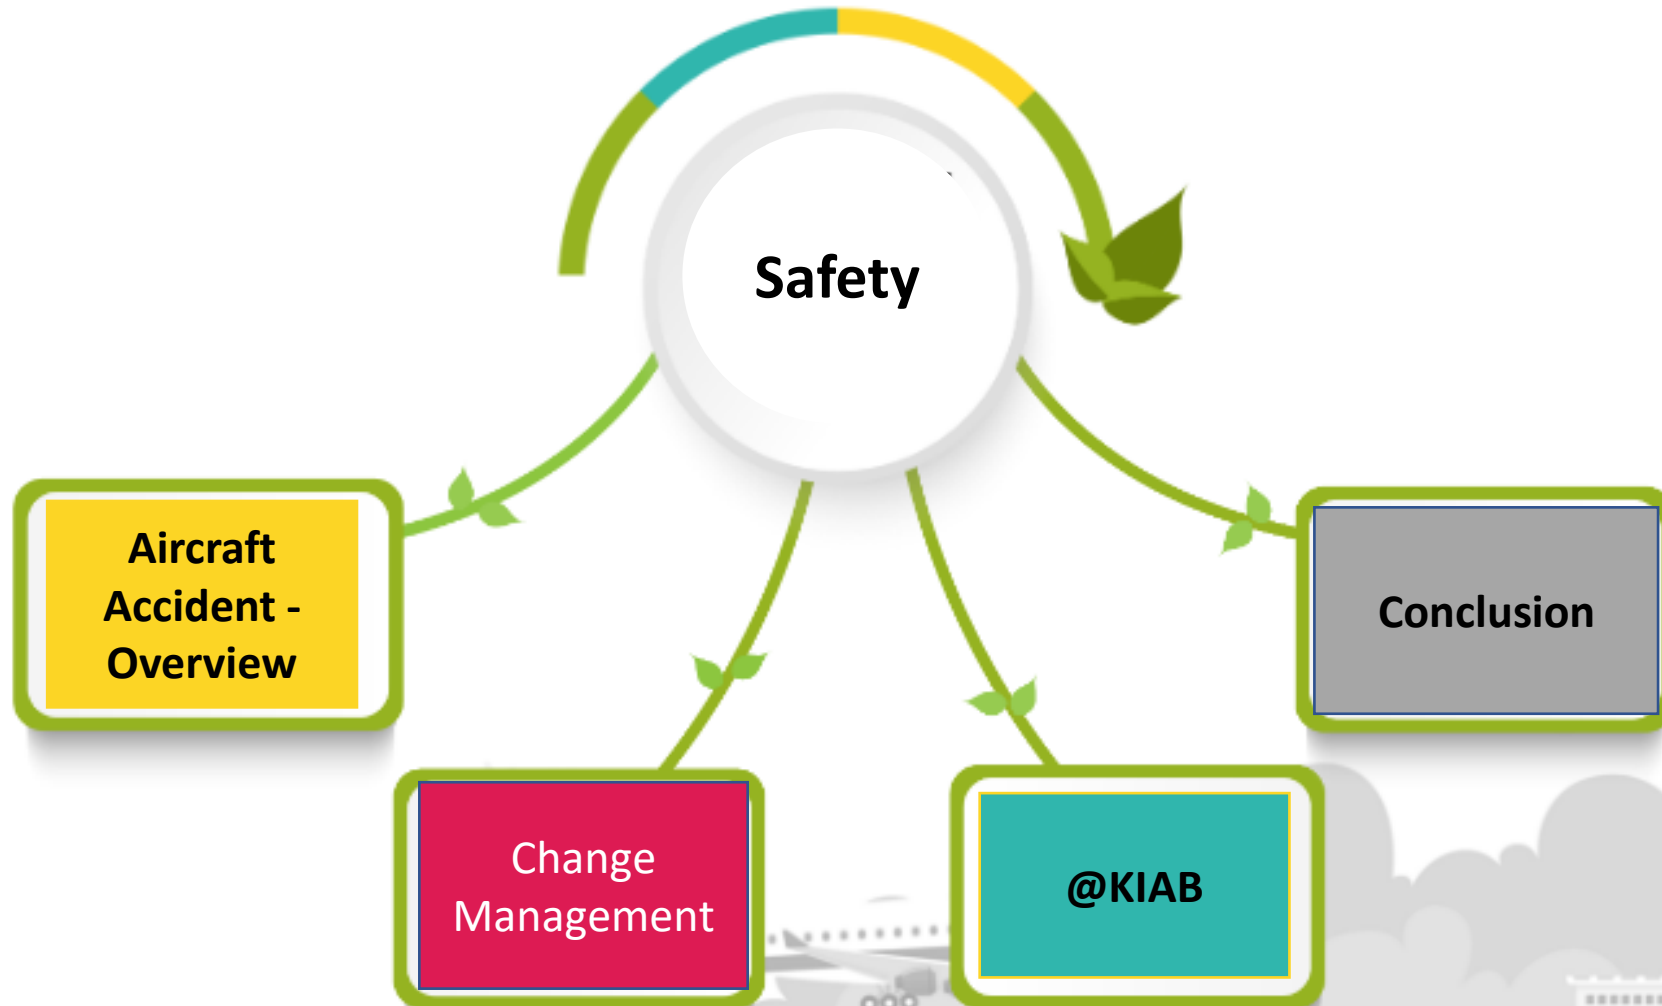 Safety
Aircraft
Accident -
Overview
Change
Management
@KIAB
Conclusion